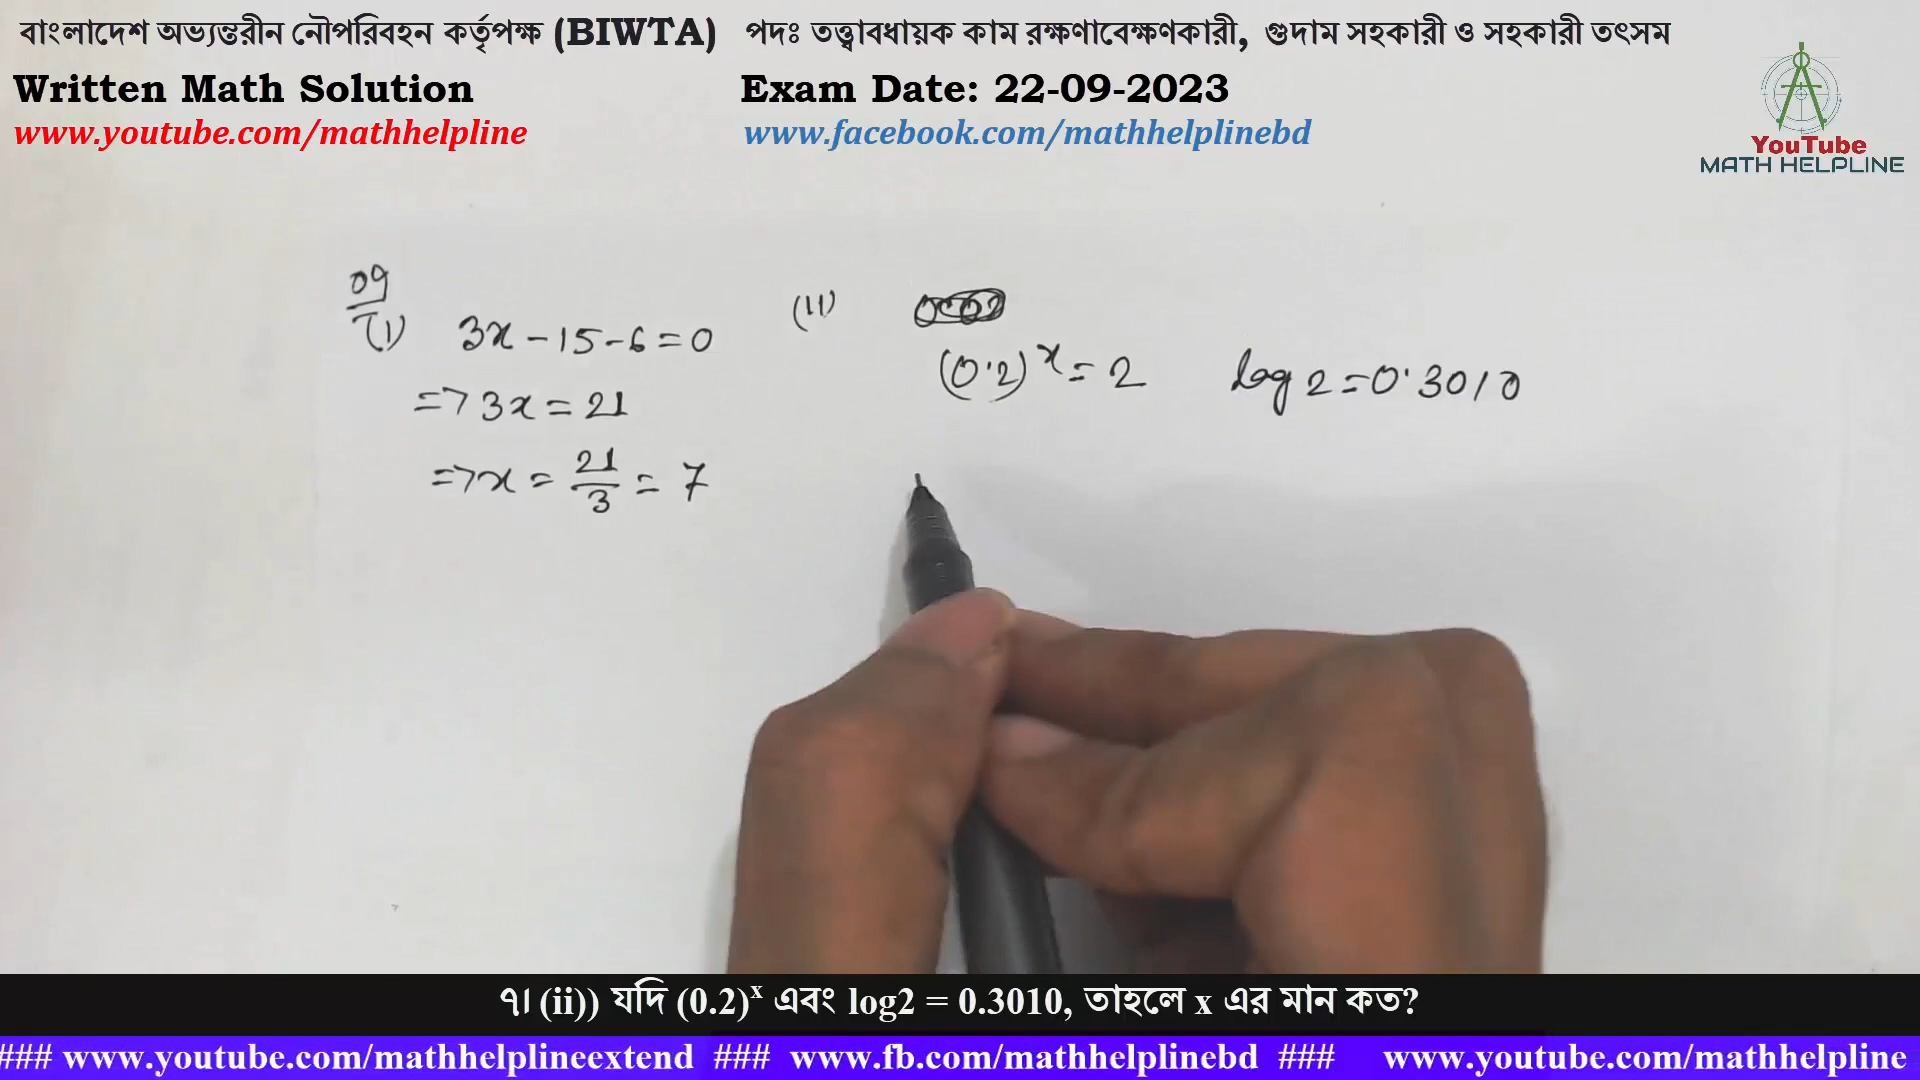 বাংলাদেশ অভ্যন্তরীন নৌপরিবহন কর্তৃপক্ষ (BIWTA) পদঃ তত্ত্বাবধায়ক কাম রক্ষণাবেক্ষণকারী, গুদাম সহকারী ও সহকারী তৎসম
Written Math Solution Exam Date: 22-09-2023
www.youtube.com/mathhelpline www.facebook.com/mathhelplinebd
YouTube
MATH HELPLINE
09
(i) 3x - 15 - 6 = 0
=> 3x = 21
=> x = 21/3 = 7
(ii)
(0.2)^x = 2 log 2 = 0.3010
৭। (ii)) যদি (0.2)^x এবং log2 = 0.3010, তাহলে x এর মান কত?
### www.youtube.com/mathhelplineextend ### www.fb.com/mathhelplinebd ### www.youtube.com/mathhelpline